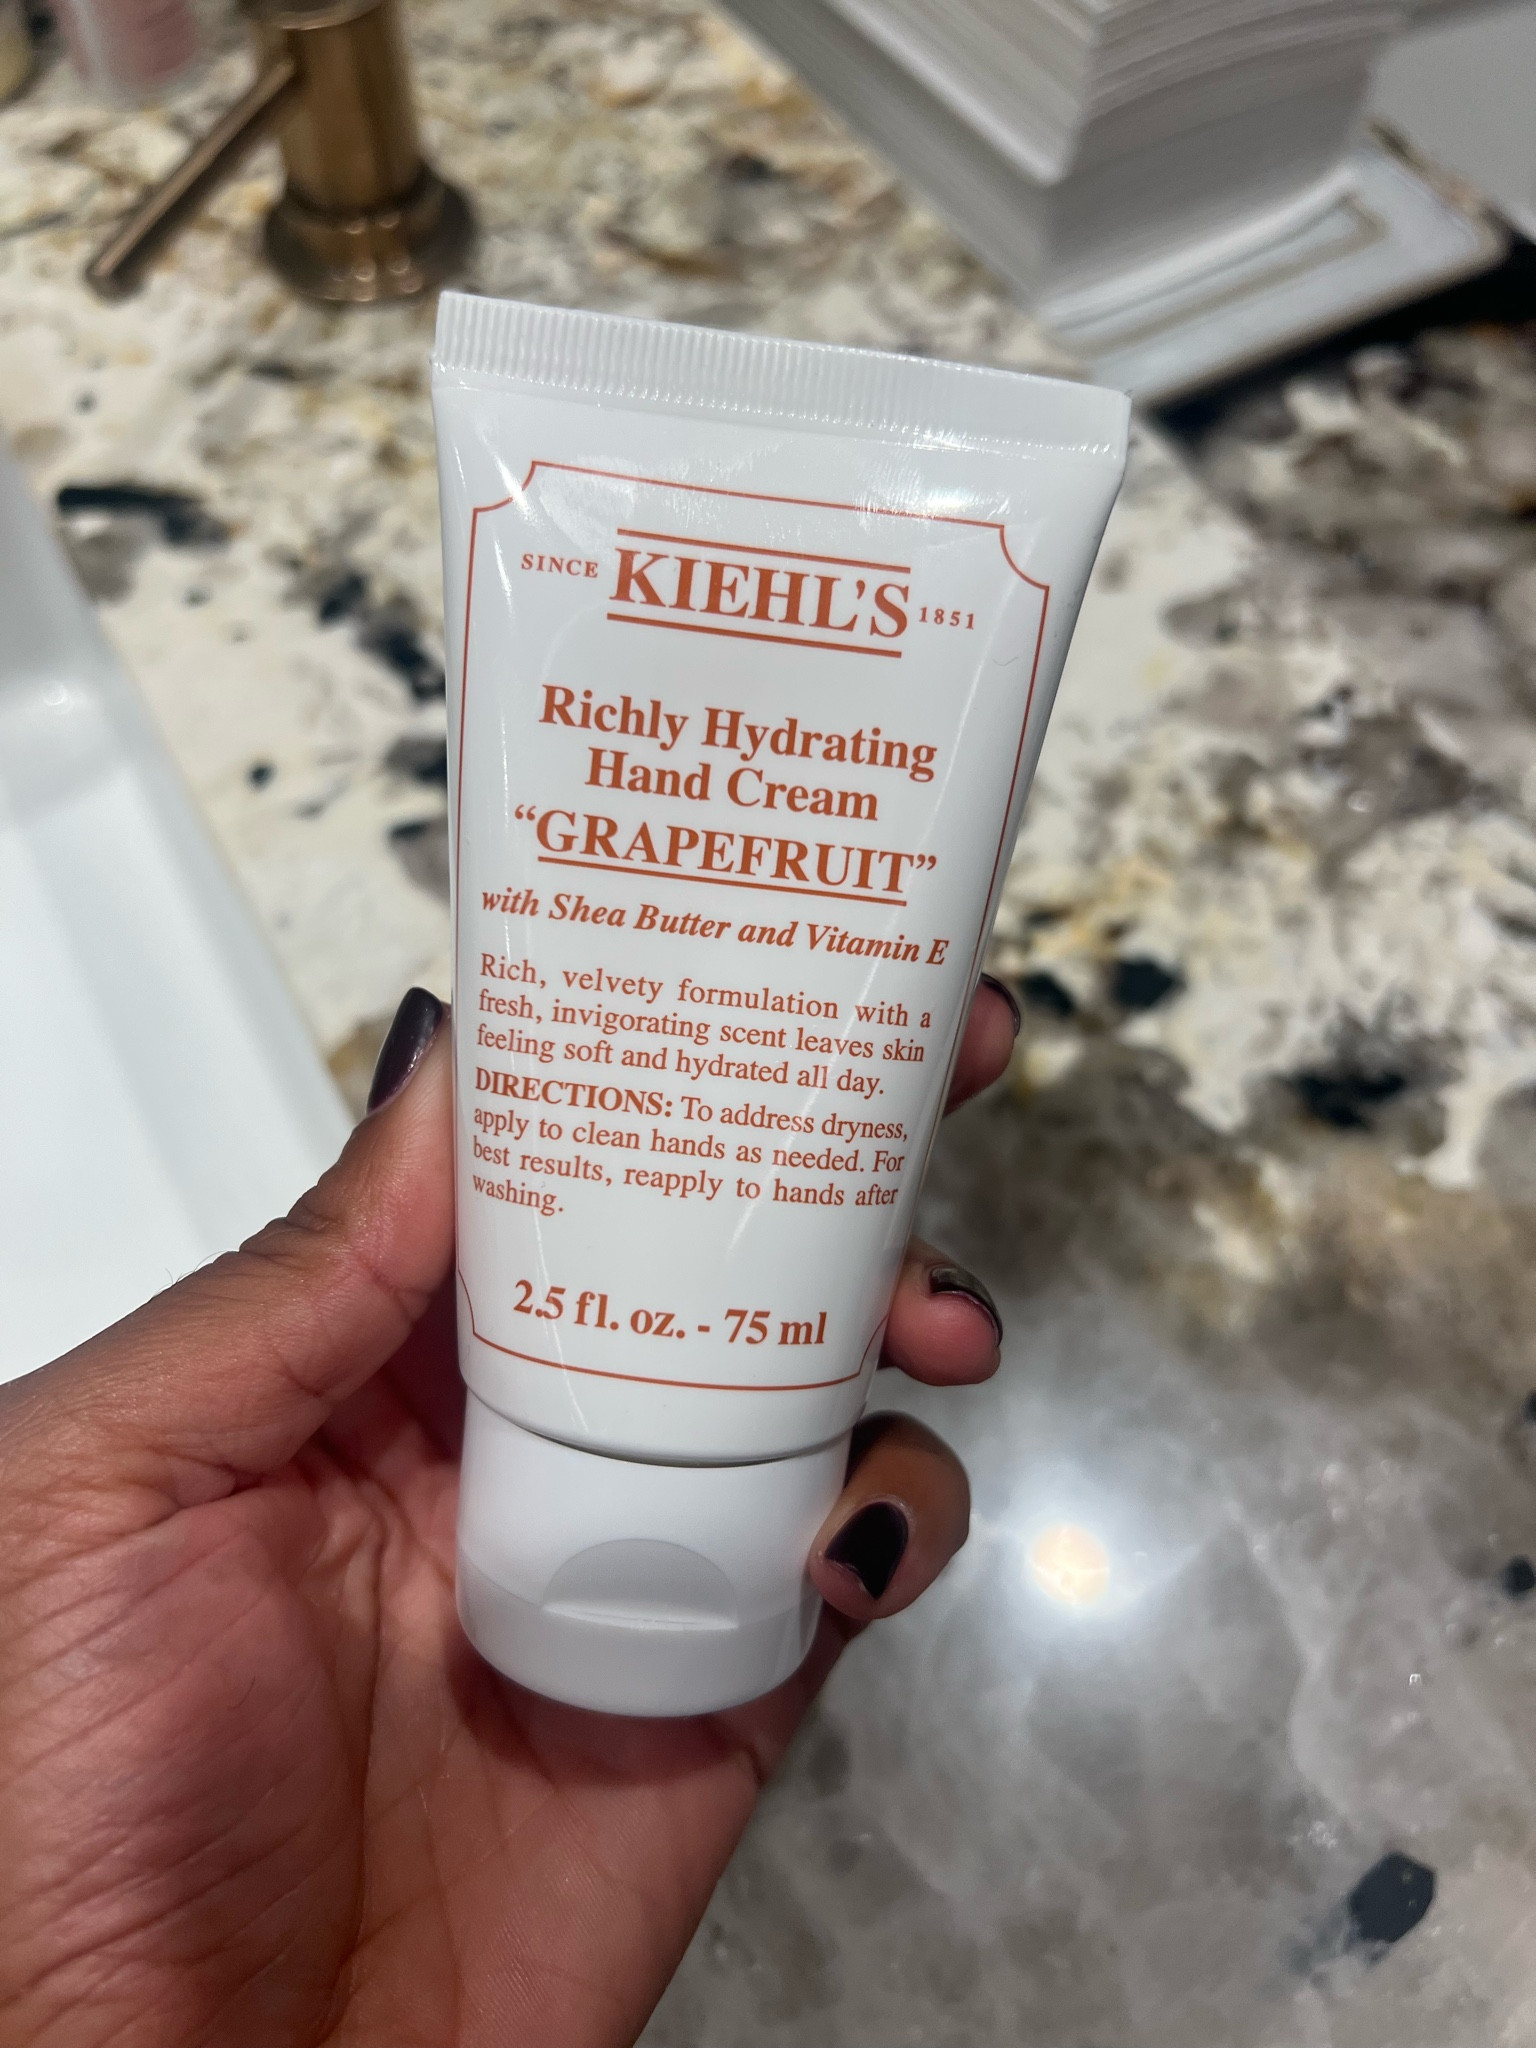 SINCE KIEHL'S 1851
Richly Hydrating
Hand Cream
“GRAPEFRUIT”
with Shea Butter and Vitamin E
Rich, velvety formulation with a
fresh, invigorating scent leaves skin
feeling soft and hydrated all day.
DIRECTIONS: To address dryness,
apply to clean hands as needed. For
best results, reapply to hands after
washing.
2.5 fl. oz. - 75 ml